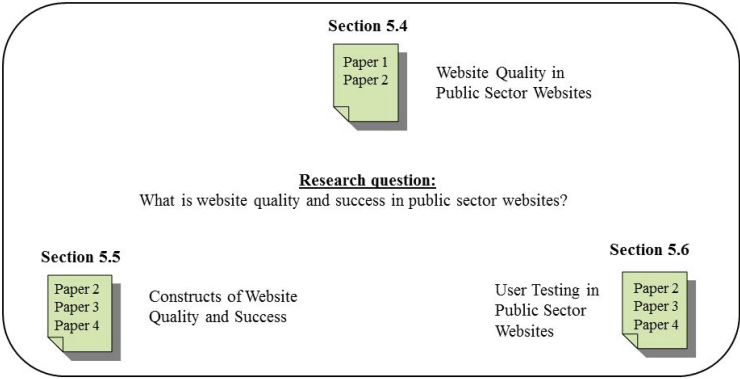 Section 5.4
Paper 1
Paper 2
Website Quality in
Public Sector Websites
Research question:
What is website quality and success in public sector websites?
Section 5.5
Paper 2
Paper 3
Paper 4
Constructs of Website
Quality and Success
Section 5.6
User Testing in
Public Sector
Websites
Paper 2
Paper 3
Paper 4